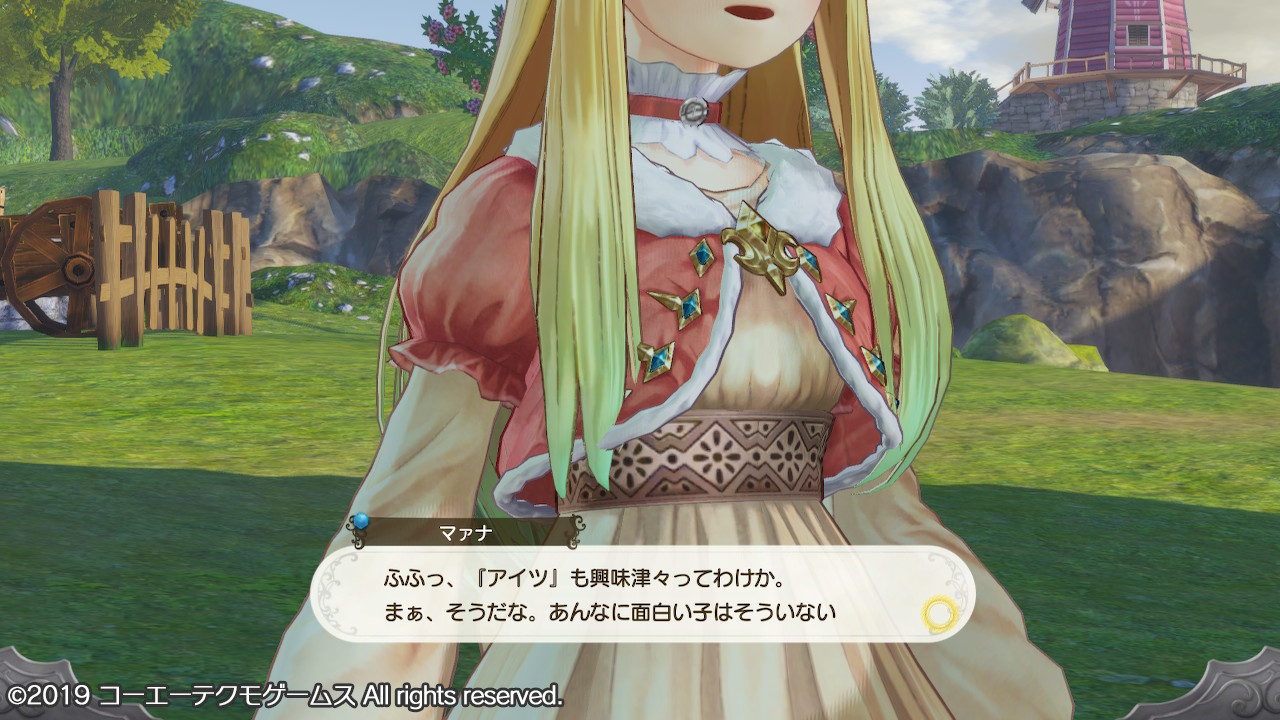 マァナ
ふふっ、『アイツ』も興味津々ってわけか。
まぁ、そうだな。あんなに面白い子はそういない
©2019 コーエーテクモゲームス All rights reserved.